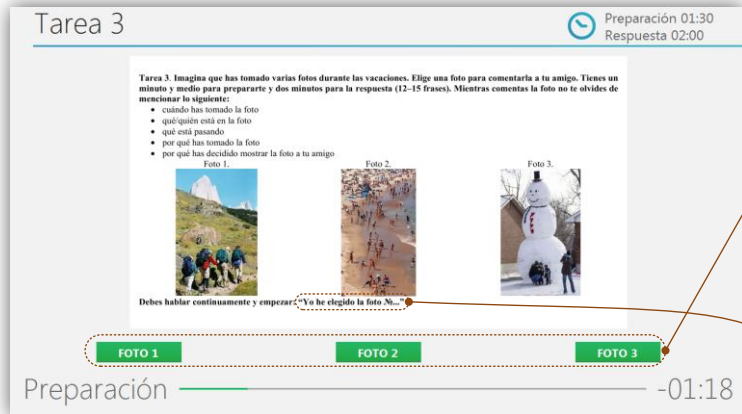 Tarea 3
Preparación 01:30
Respuesta 02:00
Tarea 3. Imagina que has tomado varias fotos durante las vacaciones. Elige una foto para comentarla a tu amigo. Tienes un
minuto y medio para prepararte y dos minutos para la respuesta (12–15 frases). Mientras comentas la foto no te olvides de
mencionar lo siguiente:
• cuándo has tomado la foto
• qué/quién está en la foto
• qué está pasando
• por qué has tomado la foto
• por qué has decidido mostrar la foto a tu amigo
Foto 1. Foto 2. Foto 3.
Debes hablar continuamente y empezar: “Yo he elegido la foto №...”
FOTO 1 FOTO 2 FOTO 3
Preparación -01:18